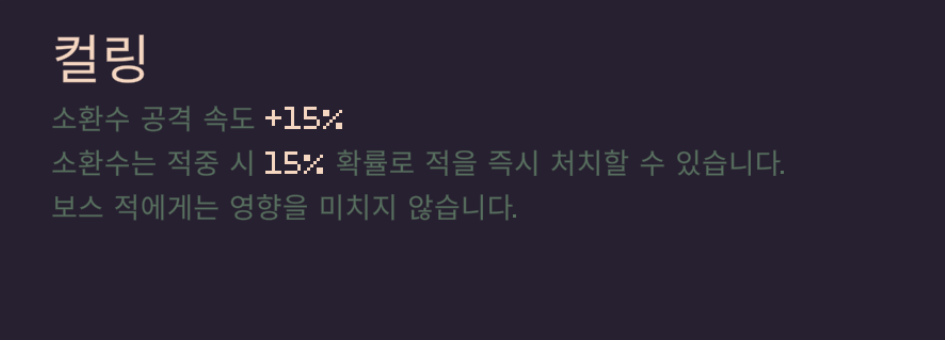 컬링
소환수 공격 속도 +15%
소환수는 적중 시 15% 확률로 적을 즉시 처치할 수 있습니다.
보스 적에게는 영향을 미치지 않습니다.